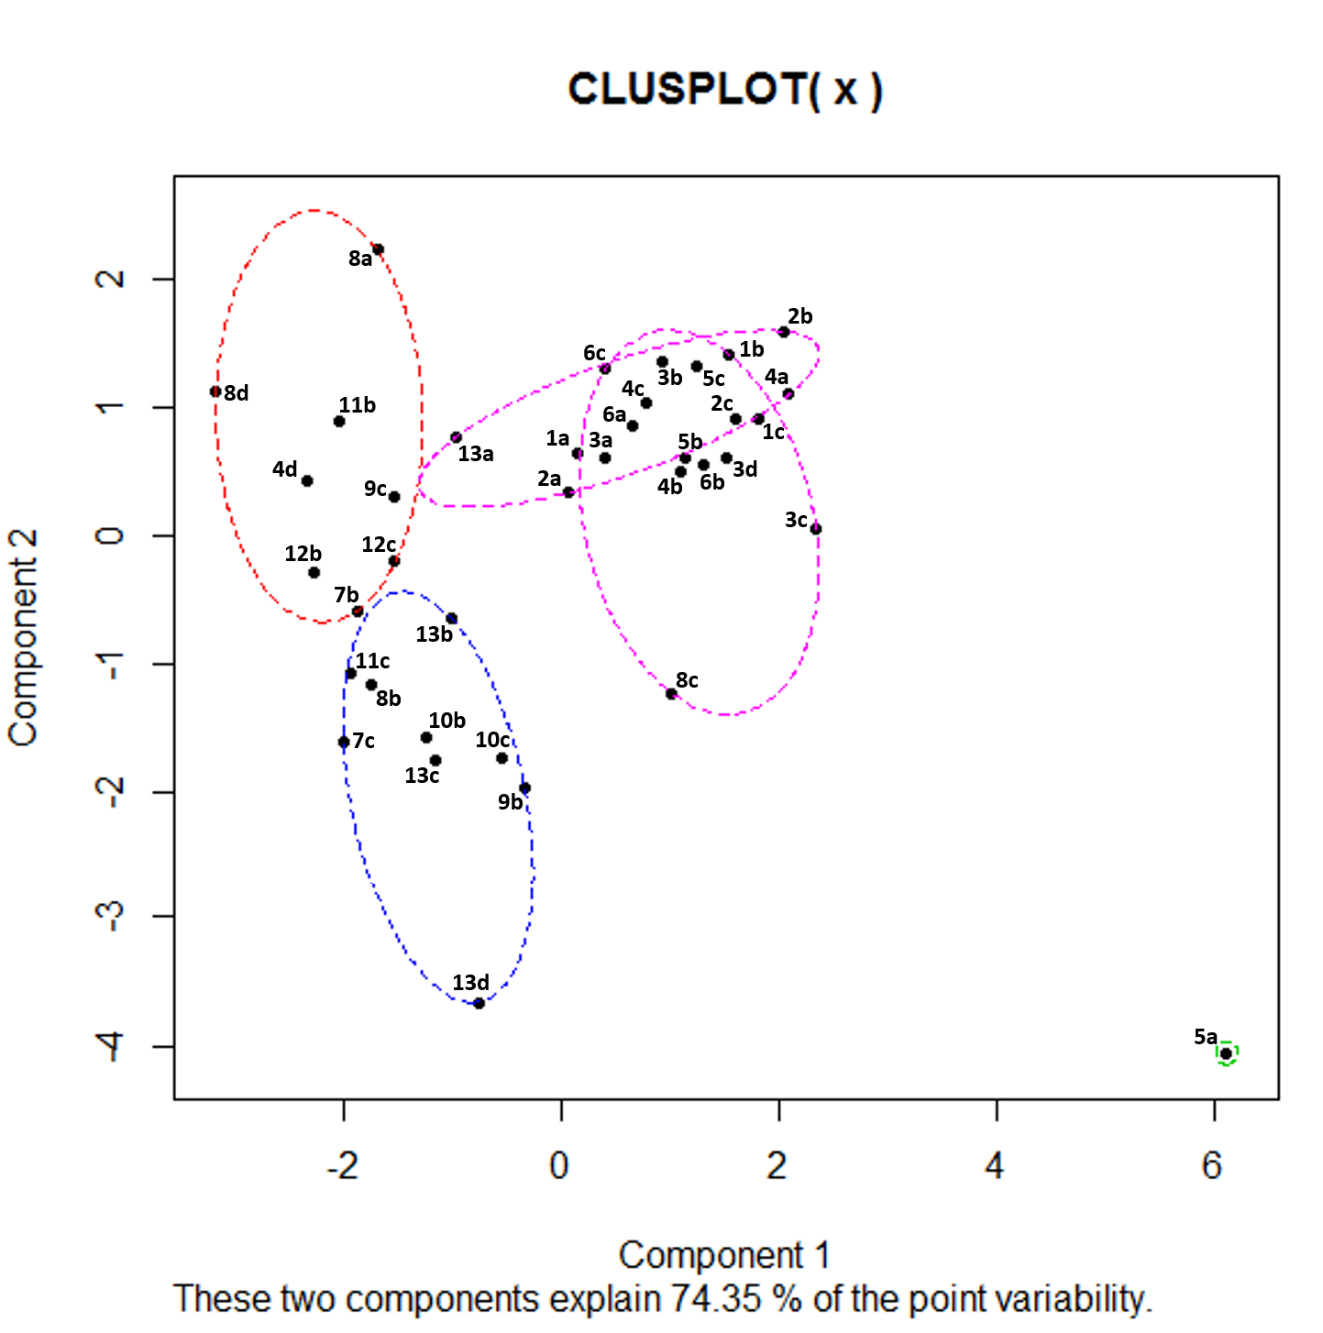 CLUSPLOT( x )
8a
2b
6c
1b
3b
5c
4a
8d
4c
2c
11b
6a
1c
13a
1a
3a
5b
4d
9c
2a
4b
6b
3d
3c
12b
12c
7b
13b
11c
8b
8c
10b
7c
10c
13c
9b
13d
5a
2
1
0
-1
-2
-3
-4
Component 2
-2
0
2
4
6
Component 1
These two components explain 74.35 % of the point variability.